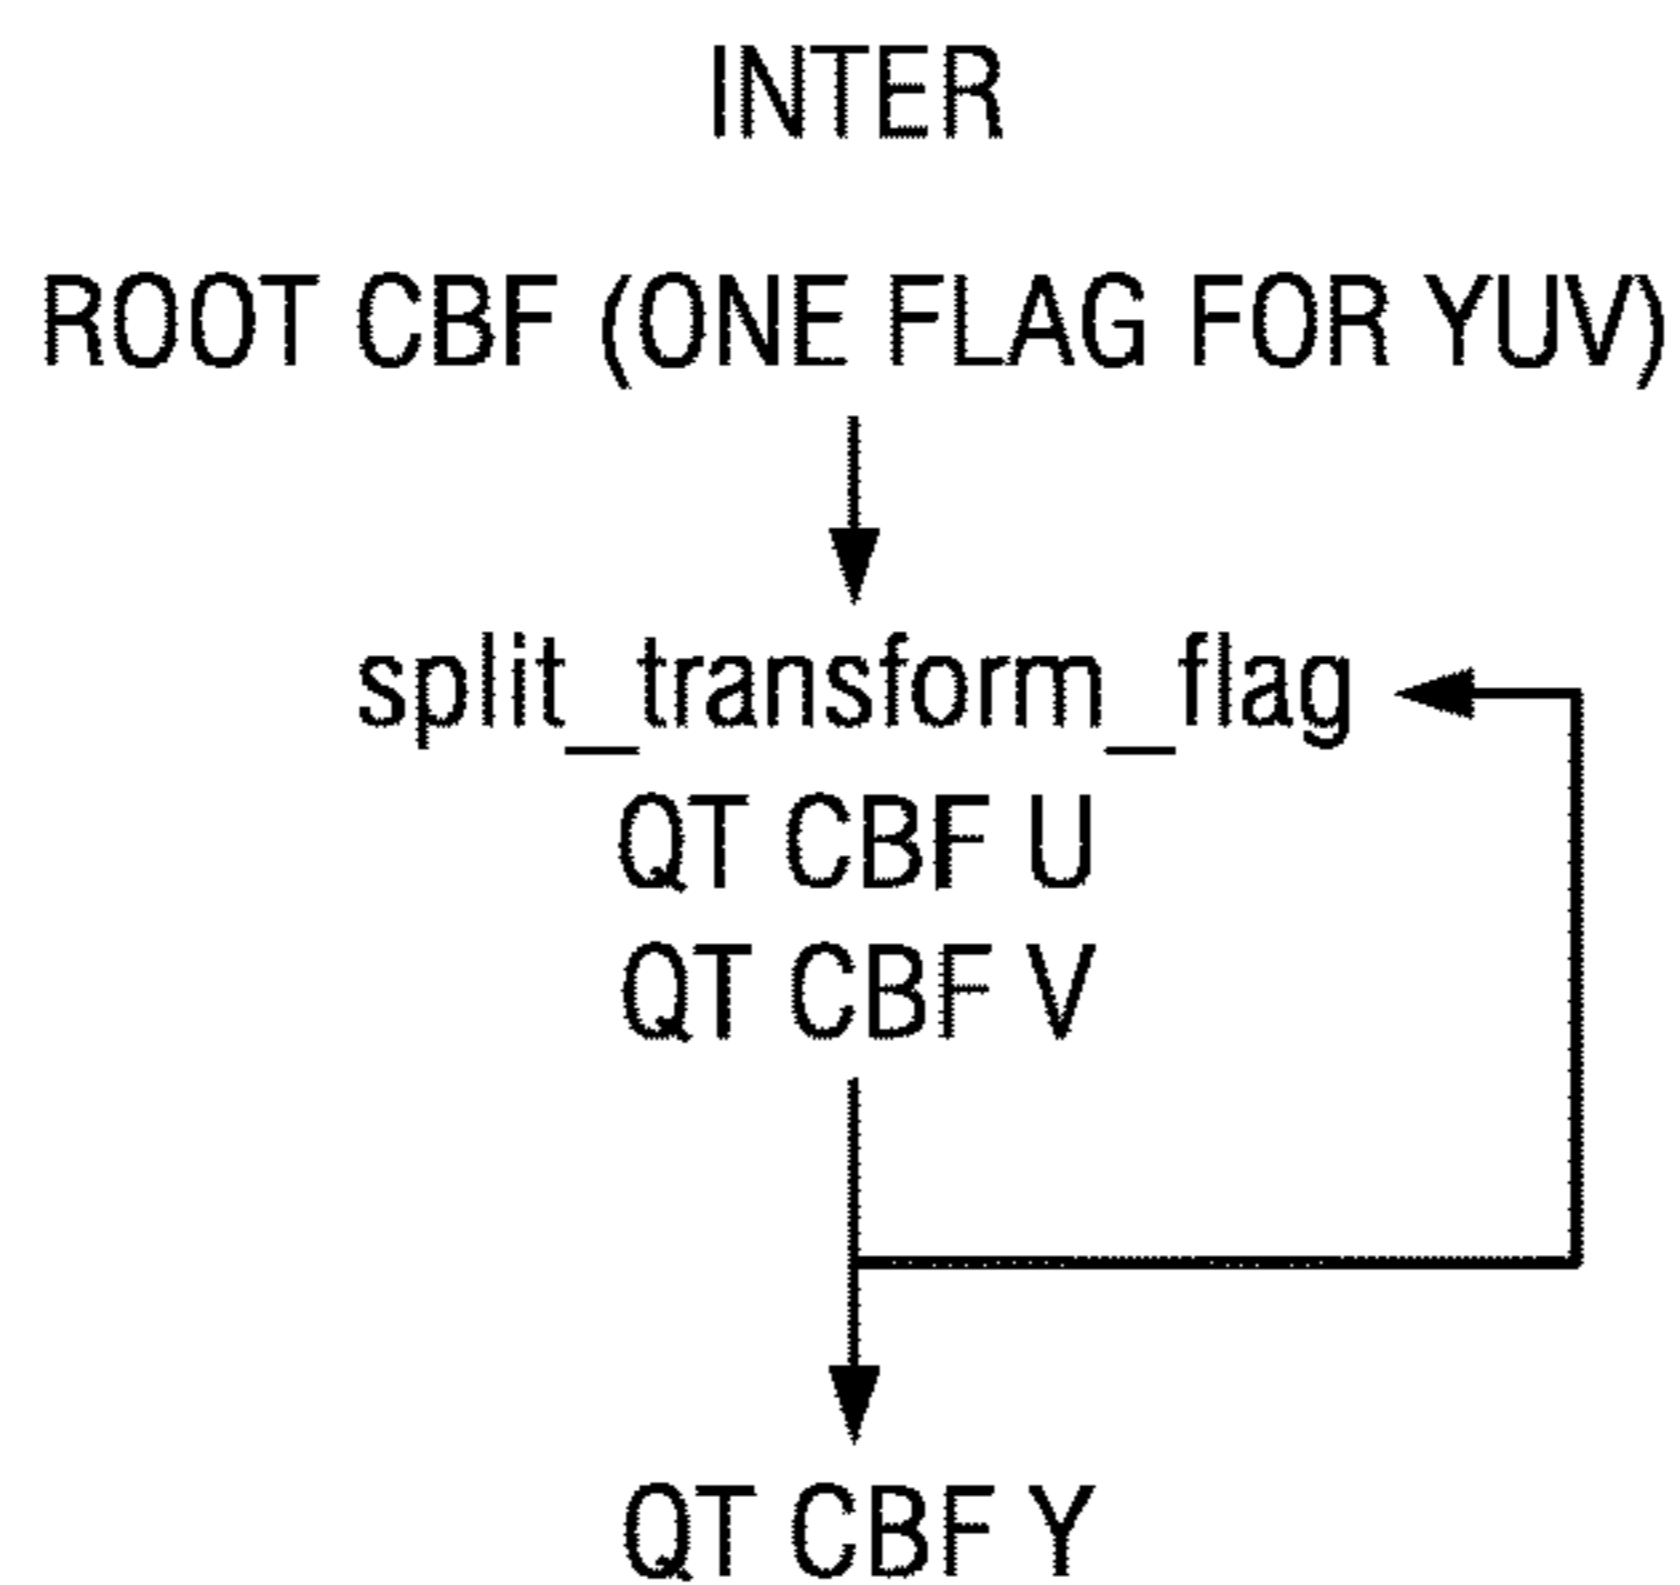 INTER
ROOT CBF (ONE FLAG FOR YUV)
split_transform_flag
QT CBF U
QT CBF V
QT CBF Y